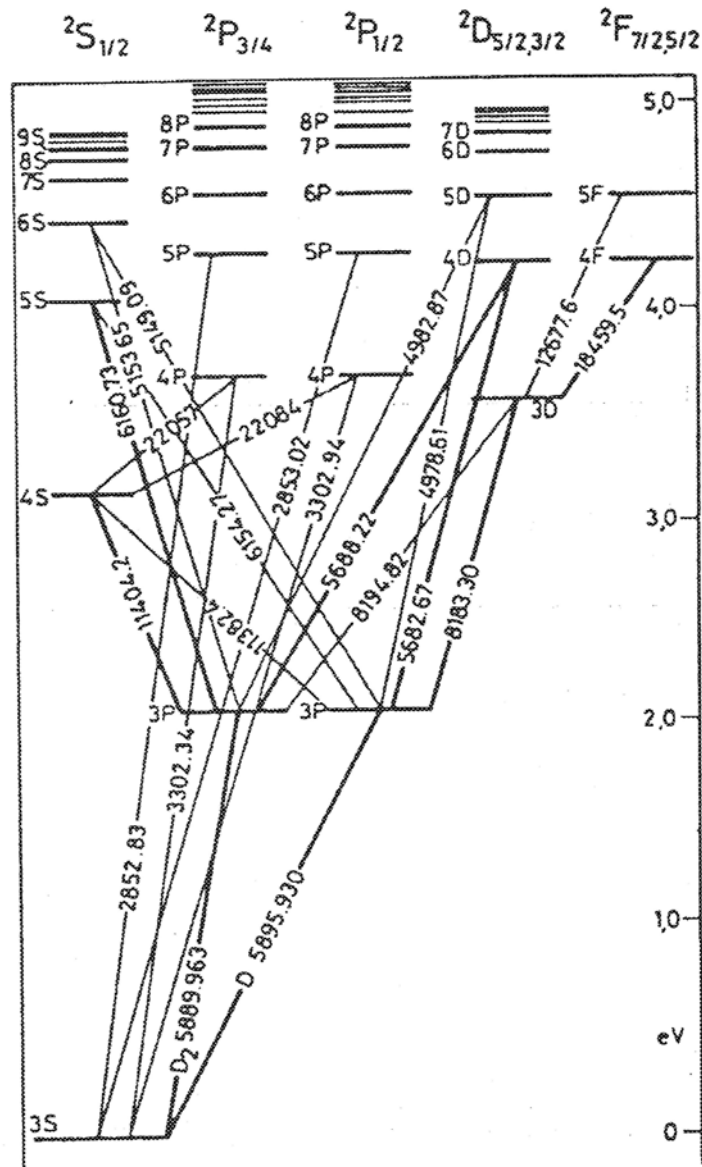 ²S₁/₂ ²P₃/₄ ²P₁/₂ ²D₅/₂,₃/₂ ²F₇/₂,₅/₂
5,0
9S 8P 8P 7D
8S 7P 7P 6D
7S
6P 6P 5D 5F
6S
5P 5P 4D 4F
5S 4,0
5149.09
5153.65
6160.73
4P 4P
22057
22084
4982.87
12677.6
18459.5
3D
4S
2853.02
3302.94
4978.61
3,0
6154.27
5688.22
8194.82
5682.67
8183.30
11404.2
11382.4
3P 3P 2,0
3302.34
2852.83
D₂ 5889.963
D 5895.930
1,0
eV
3S 0